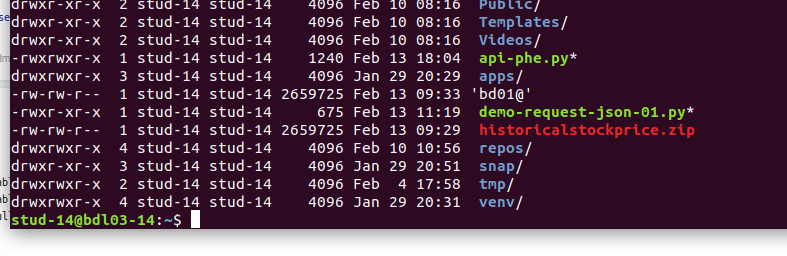 drwxr-xr-x 2 stud-14 stud-14 4096 Feb 10 08:16 Public/
drwxr-xr-x 2 stud-14 stud-14 4096 Feb 10 08:16 Templates/
drwxr-xr-x 2 stud-14 stud-14 4096 Feb 10 08:16 Videos/
-rwxrwxr-x 1 stud-14 stud-14 1240 Feb 13 18:04 api-phe.py*
drwxrwxr-x 3 stud-14 stud-14 4096 Jan 29 20:29 apps/
-rw-rw-r-- 1 stud-14 stud-14 2659725 Feb 13 09:33 'bd01@'
-rwxr-xr-x 1 stud-14 stud-14 675 Feb 13 11:19 demo-request-json-01.py*
-rw-rw-r-- 1 stud-14 stud-14 2659725 Feb 13 09:29 historicalstockprice.zip
drwxrwxr-x 4 stud-14 stud-14 4096 Feb 10 10:56 repos/
drwxr-xr-x 3 stud-14 stud-14 4096 Jan 29 20:51 snap/
drwxrwxr-x 2 stud-14 stud-14 4096 Feb 4 17:58 tmp/
drwxrwxr-x 4 stud-14 stud-14 4096 Jan 29 20:31 venv/
stud-14@bdl03-14:~$